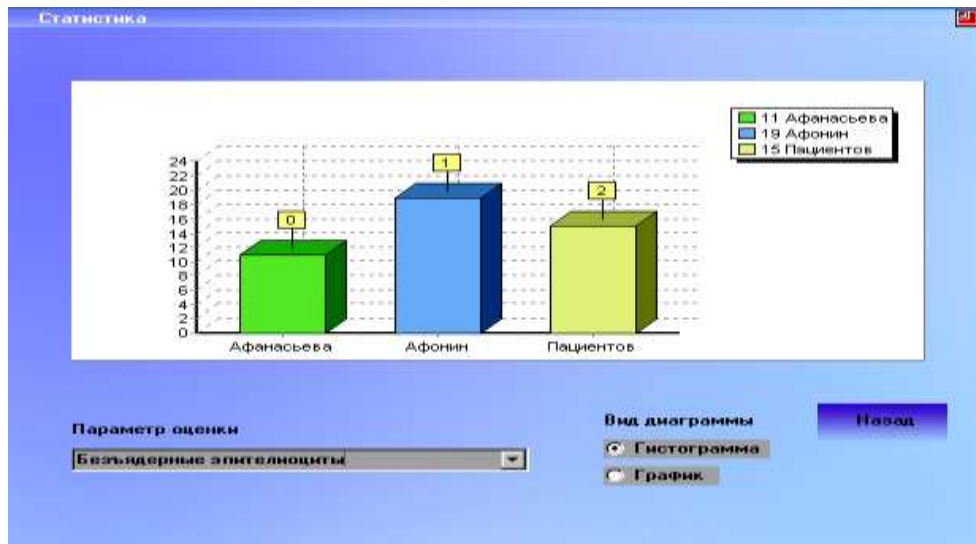 Статистика
11 Афанасьева
19 Афонин
15 Пациентов
24
22
20
18
16
14
12
10
8
6
4
2
0
0
1
2
Афанасьева Афонин Пациентов
Параметр оценки
Безъядерные эпителиоциты
Вид диаграммы
Гистограмма
График
Назад